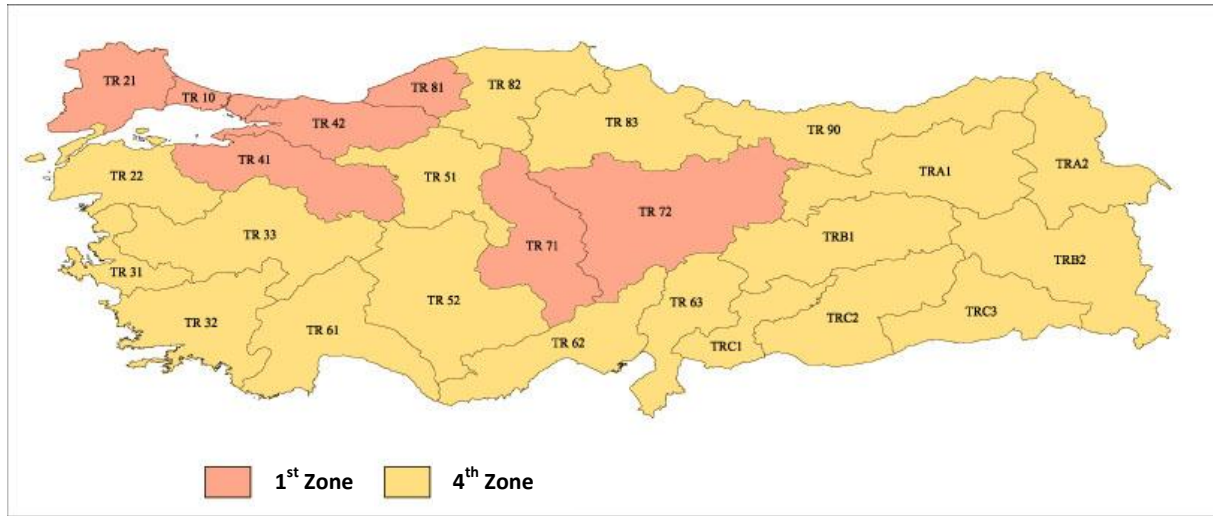 TR 21
TR 10
TR 81
TR 82
TR 42
TR 83
TR 90
TR 41
TR 22
TR 51
TRA1
TRA2
TR 72
TR 33
TR 71
TRB1
TRB2
TR 31
TR 52
TR 63
TR 32
TR 61
TR 62
TRC1
TRC2
TRC3
1st Zone
4th Zone